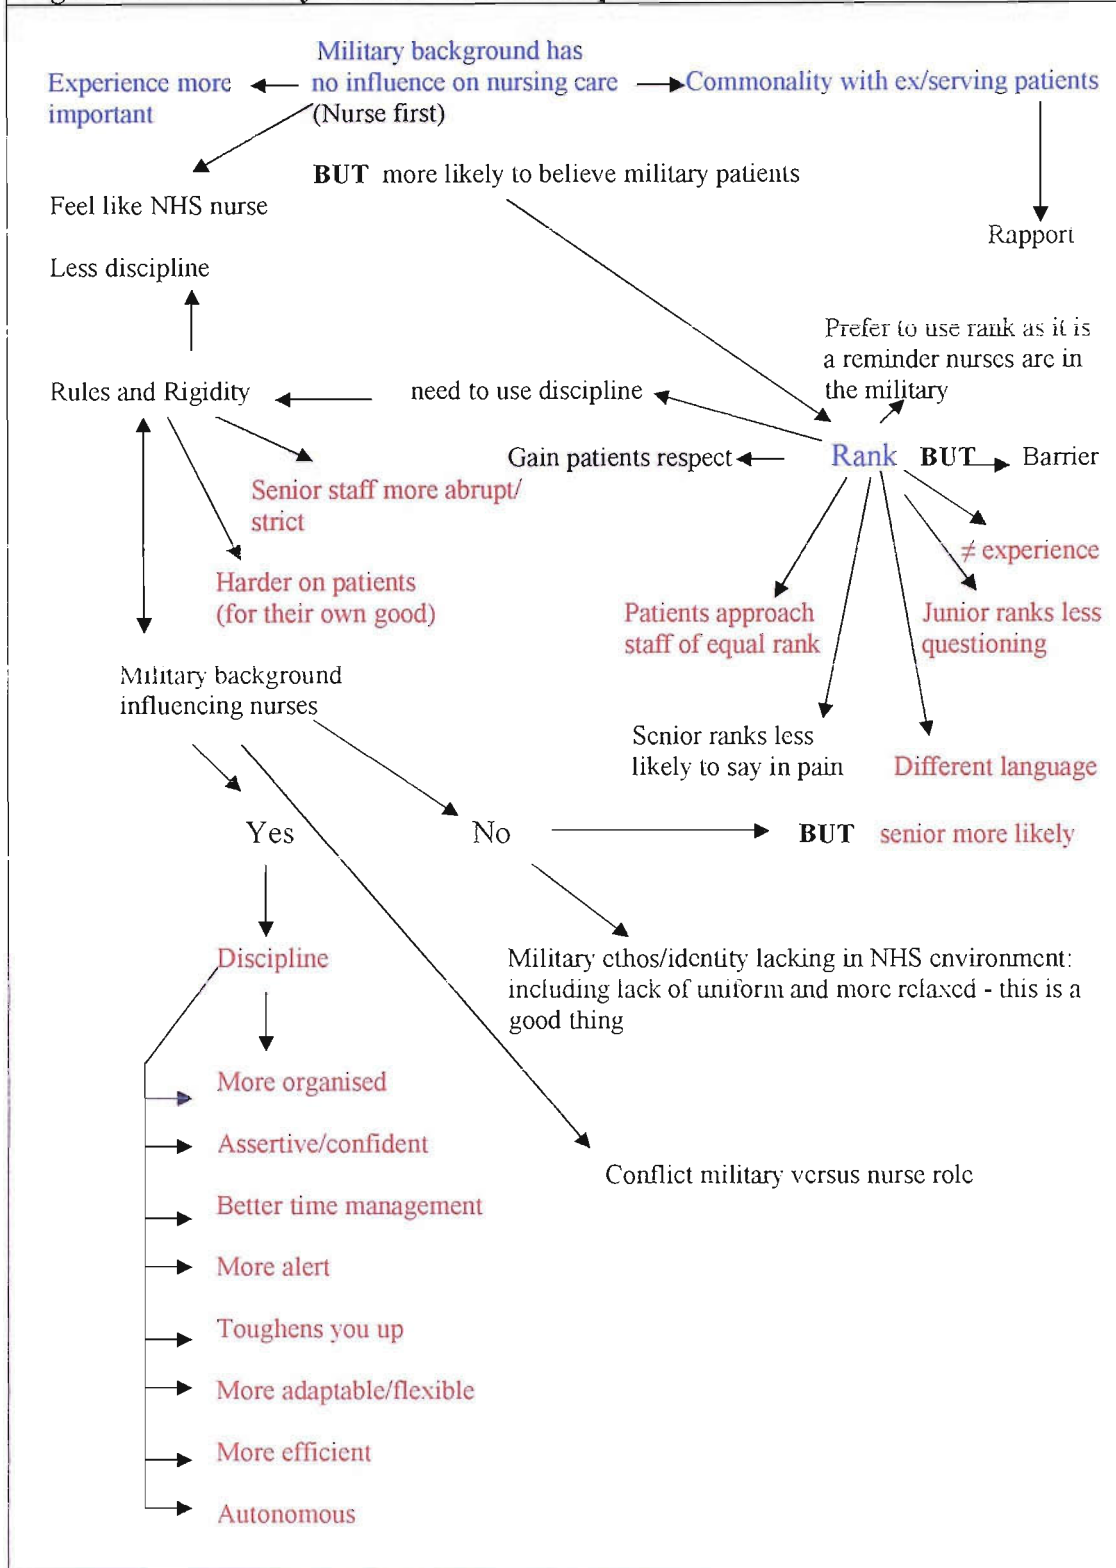 Military background has
Experience more
no influence on nursing care
Commonality with ex/serving patients
important
(Nurse first)
BUT more likely to believe military patients
Feel like NHS nurse
Rapport
Less discipline
Prefer to use rank as it is
a reminder nurses are in
the military
Rules and Rigidity
need to use discipline
Gain patients respect
Rank
BUT
Barrier
Senior staff more abrupt/
strict
≠ experience
Harder on patients
(for their own good)
Patients approach
staff of equal rank
Junior ranks less
questioning
Military background
influencing nurses
Senior ranks less
likely to say in pain
Different language
Yes
No
BUT senior more likely
Discipline
Military ethos/identity lacking in NHS environment:
including lack of uniform and more relaxed - this is a
good thing
More organised
Assertive/confident
Conflict military versus nurse role
Better time management
More alert
Toughens you up
More adaptable/flexible
More efficient
Autonomous